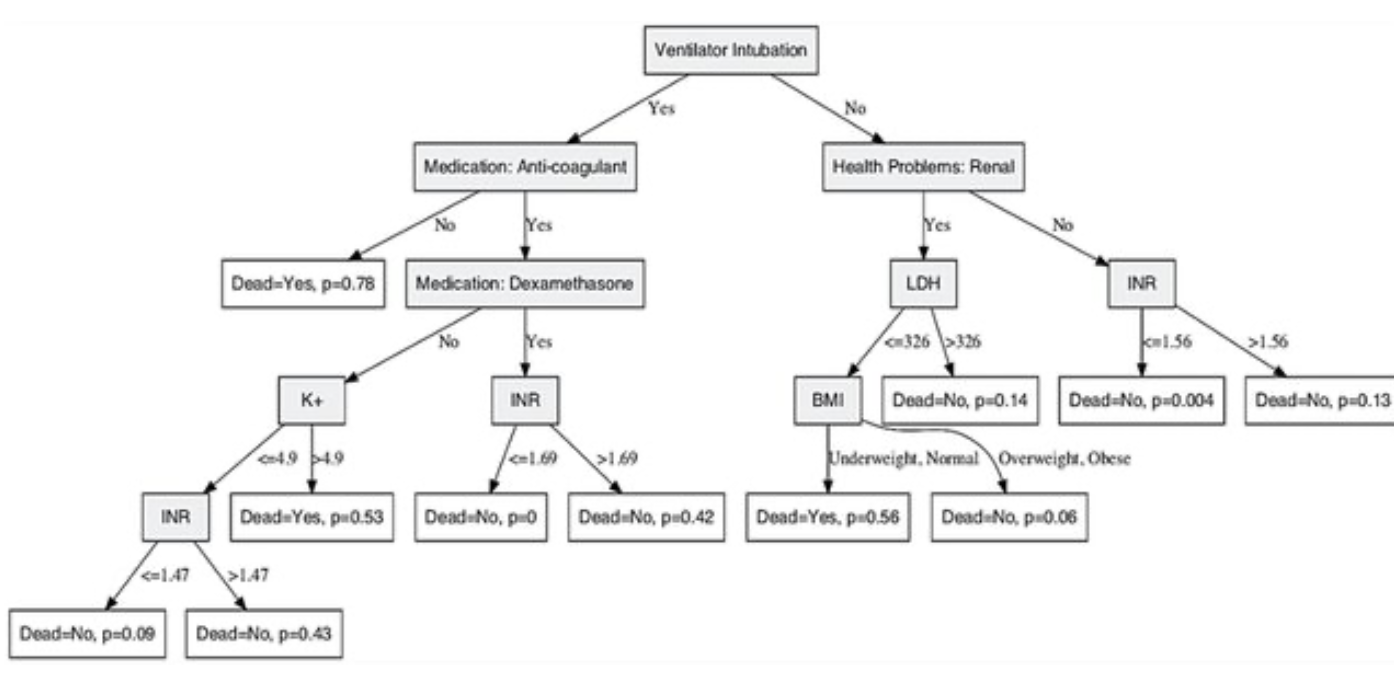 Ventilator Intubation
Yes
No
Medication: Anti-coagulant
Health Problems: Renal
No
Yes
Yes
No
Dead=Yes, p=0.78
Medication: Dexamethasone
LDH
INR
No
Yes
<=326
>326
<=1.56
>1.56
K+
INR
BMI
Dead=No, p=0.14
Dead=No, p=0.004
Dead=No, p=0.13
<=4.9
>4.9
<=1.69
>1.69
Underweight, Normal
Overweight, Obese
INR
Dead=Yes, p=0.53
Dead=No, p=0
Dead=No, p=0.42
Dead=Yes, p=0.56
Dead=No, p=0.06
<=1.47
>1.47
Dead=No, p=0.09
Dead=No, p=0.43